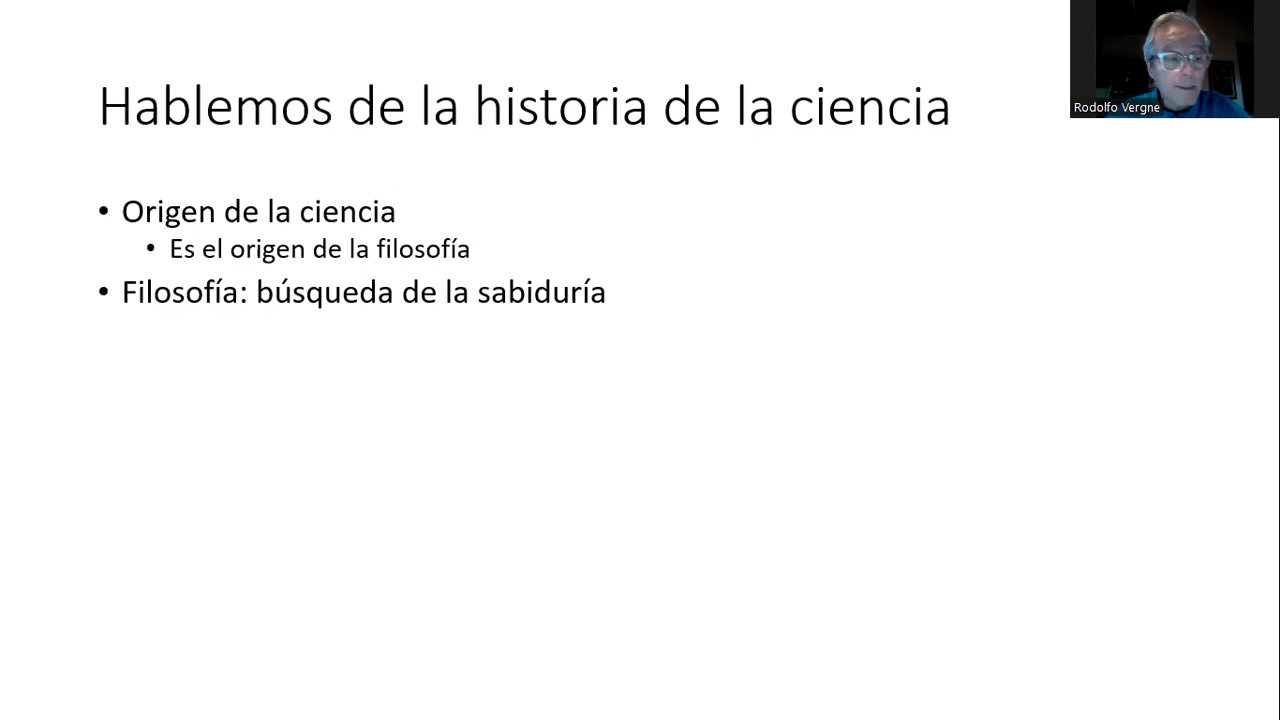 Hablemos de la historia de la ciencia
Rodolfo Vergne
• Origen de la ciencia
• Es el origen de la filosofía
• Filosofía: búsqueda de la sabiduría